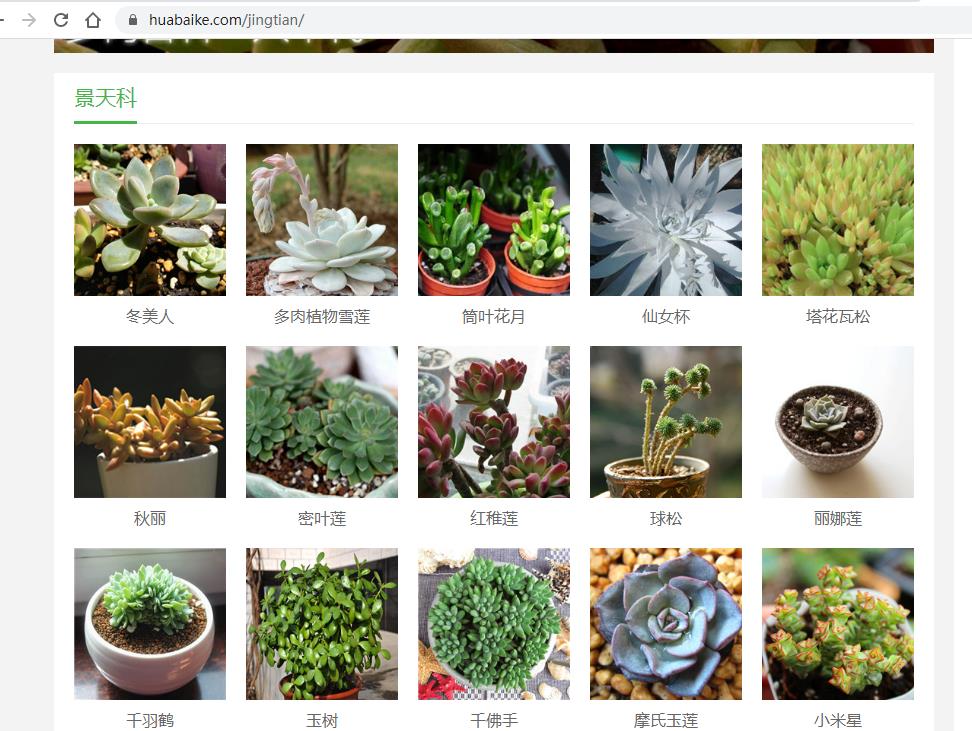 huabaike.com/jingtian/
景天科
冬美人
多肉植物雪莲
筒叶花月
仙女杯
塔花瓦松
秋丽
密叶莲
红稚莲
球松
丽娜莲
千羽鹤
玉树
千佛手
摩氏玉莲
小米星